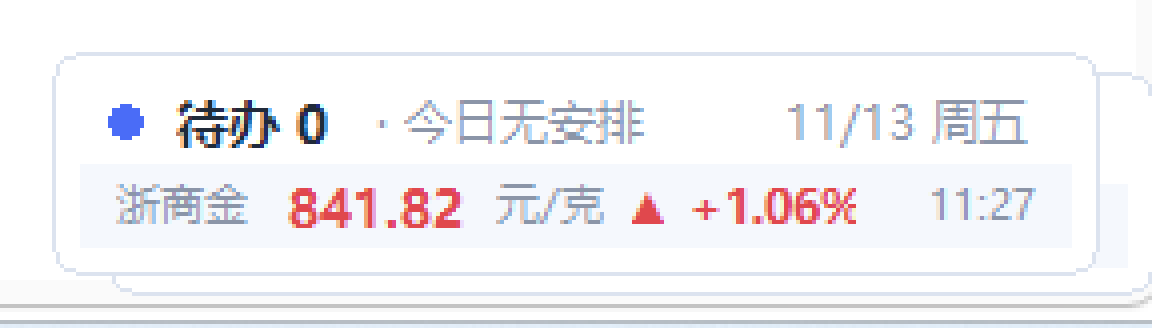 待办 0 · 今日无安排 11/13 周五
浙商金 841.82 元/克 ▲ +1.06% 11:27